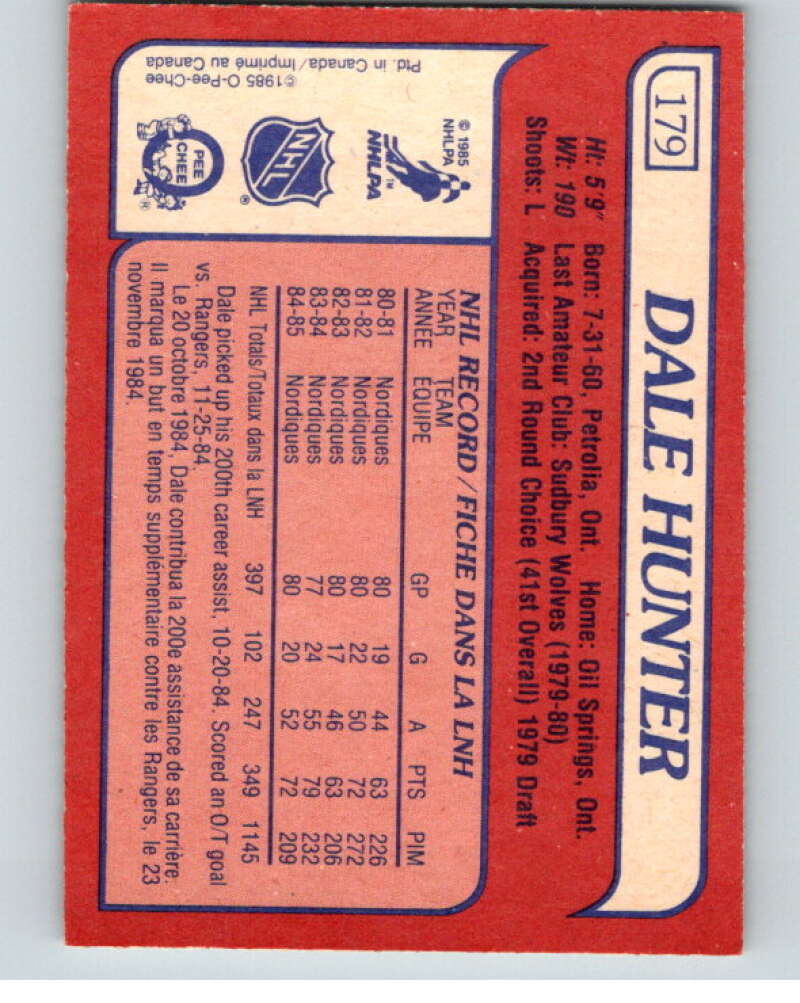 179
DALE HUNTER
Ht: 5'9" Born: 7-31-60, Petrolia, Ont. Home: Oil Springs, Ont.
Wt: 190 Last Amateur Club: Sudbury Wolves (1979-80)
Shoots: L Acquired: 2nd Round Choice (41st Overall) 1979 Draft
© 1985
NHLPA
NHLPA
TM
NHL
®
O
PEE
CHEE
®
©1985 O-Pee-Chee
Ptd. in Canada/Imprimé au Canada
NHL RECORD/FICHE DANS LA LNH
YEAR TEAM
ANNÉE ÉQUIPE GP G A PTS PIM
80-81 Nordiques 80 19 44 63 226
81-82 Nordiques 80 22 50 72 272
82-83 Nordiques 80 17 46 63 206
83-84 Nordiques 77 24 55 79 232
84-85 Nordiques 80 20 52 72 209
NHL Totals/Totaux dans la LNH 397 102 247 349 1145
Dale picked up his 200th career assist, 10-20-84. Scored an O/T goal
vs. Rangers, 11-25-84.
Le 20 octobre 1984, Dale contribua la 200e assistance de sa carrière.
Il marqua un but en temps supplémentaire contre les Rangers, le 23
novembre 1984.